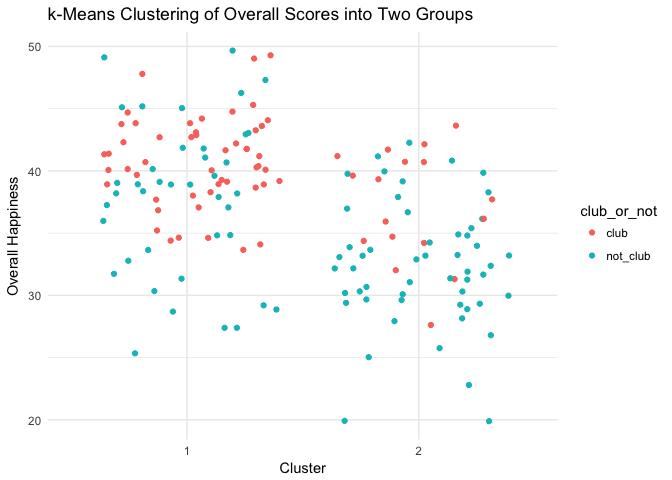 k-Means Clustering of Overall Scores into Two Groups
50
40
30
20
Overall Happiness
1
2
Cluster
club_or_not
club
not_club